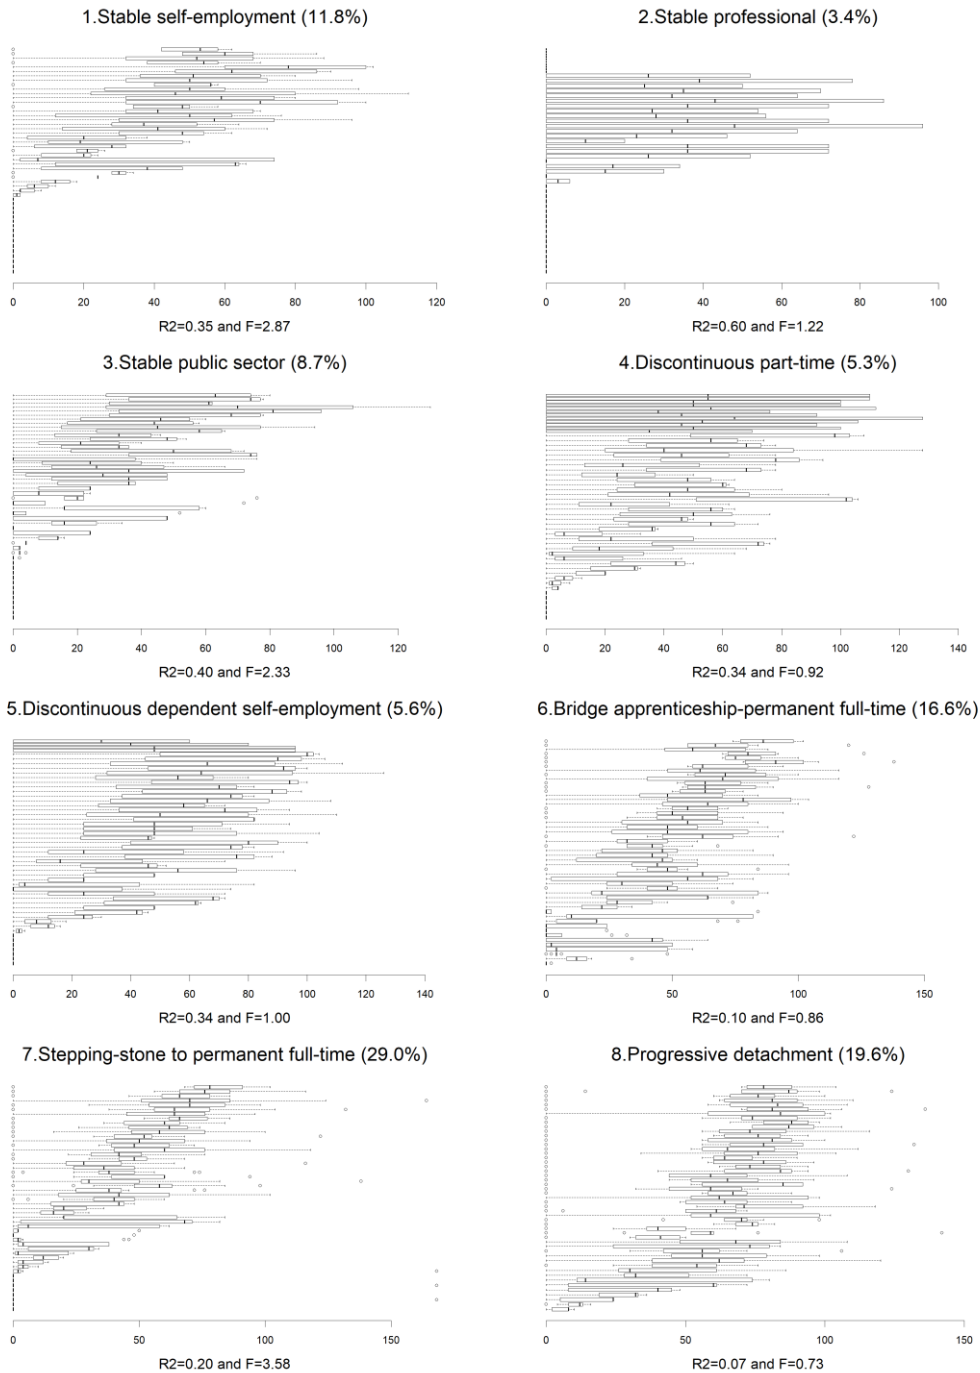 1.Stable self-employment (11.8%)
2.Stable professional (3.4%)
0 20 40 60 80 100 120
0 20 40 60 80 100
R2=0.35 and F=2.87
R2=0.60 and F=1.22
3.Stable public sector (8.7%)
4.Discontinuous part-time (5.3%)
0 20 40 60 80 100 120
0 20 40 60 80 100 120 140
R2=0.40 and F=2.33
R2=0.34 and F=0.92
5.Discontinuous dependent self-employment (5.6%)
6.Bridge apprenticeship-permanent full-time (16.6%)
0 20 40 60 80 100 120 140
0 50 100 150
R2=0.34 and F=1.00
R2=0.10 and F=0.86
7.Stepping-stone to permanent full-time (29.0%)
8.Progressive detachment (19.6%)
0 50 100 150
0 50 100 150
R2=0.20 and F=3.58
R2=0.07 and F=0.73